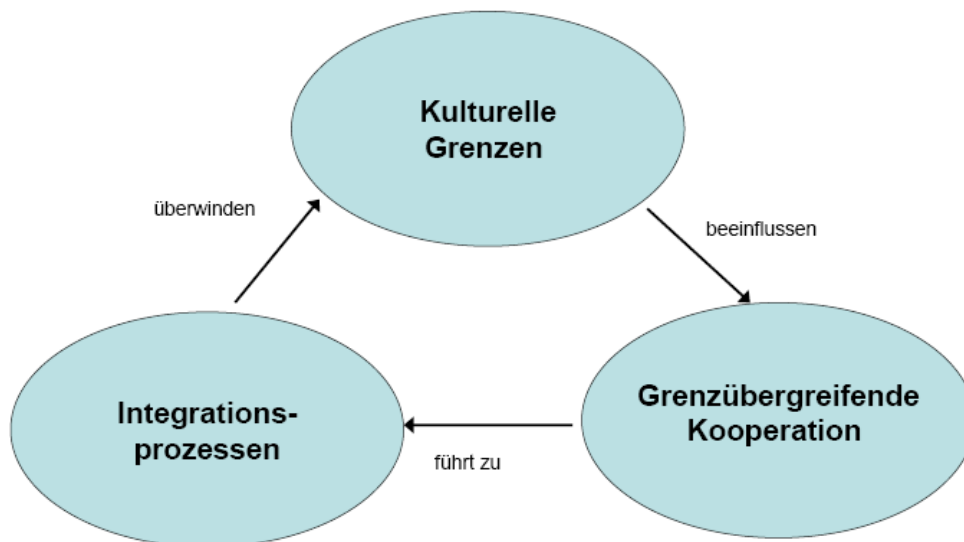 Kulturelle
Grenzen
überwinden
beeinflussen
Integrations-
prozessen
Grenzübergreifende
Kooperation
führt zu